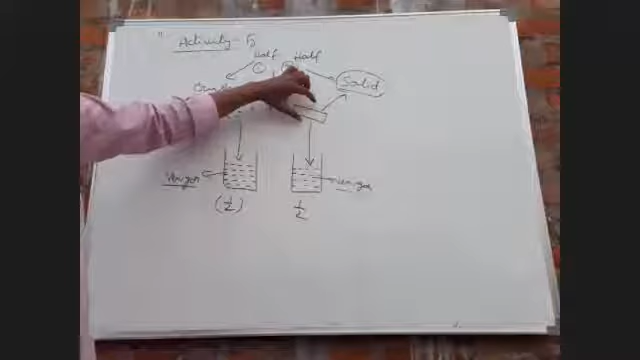 " Activity - 5
Half Half
Solid
Vinegar Vinegar
(1/2) 1/2